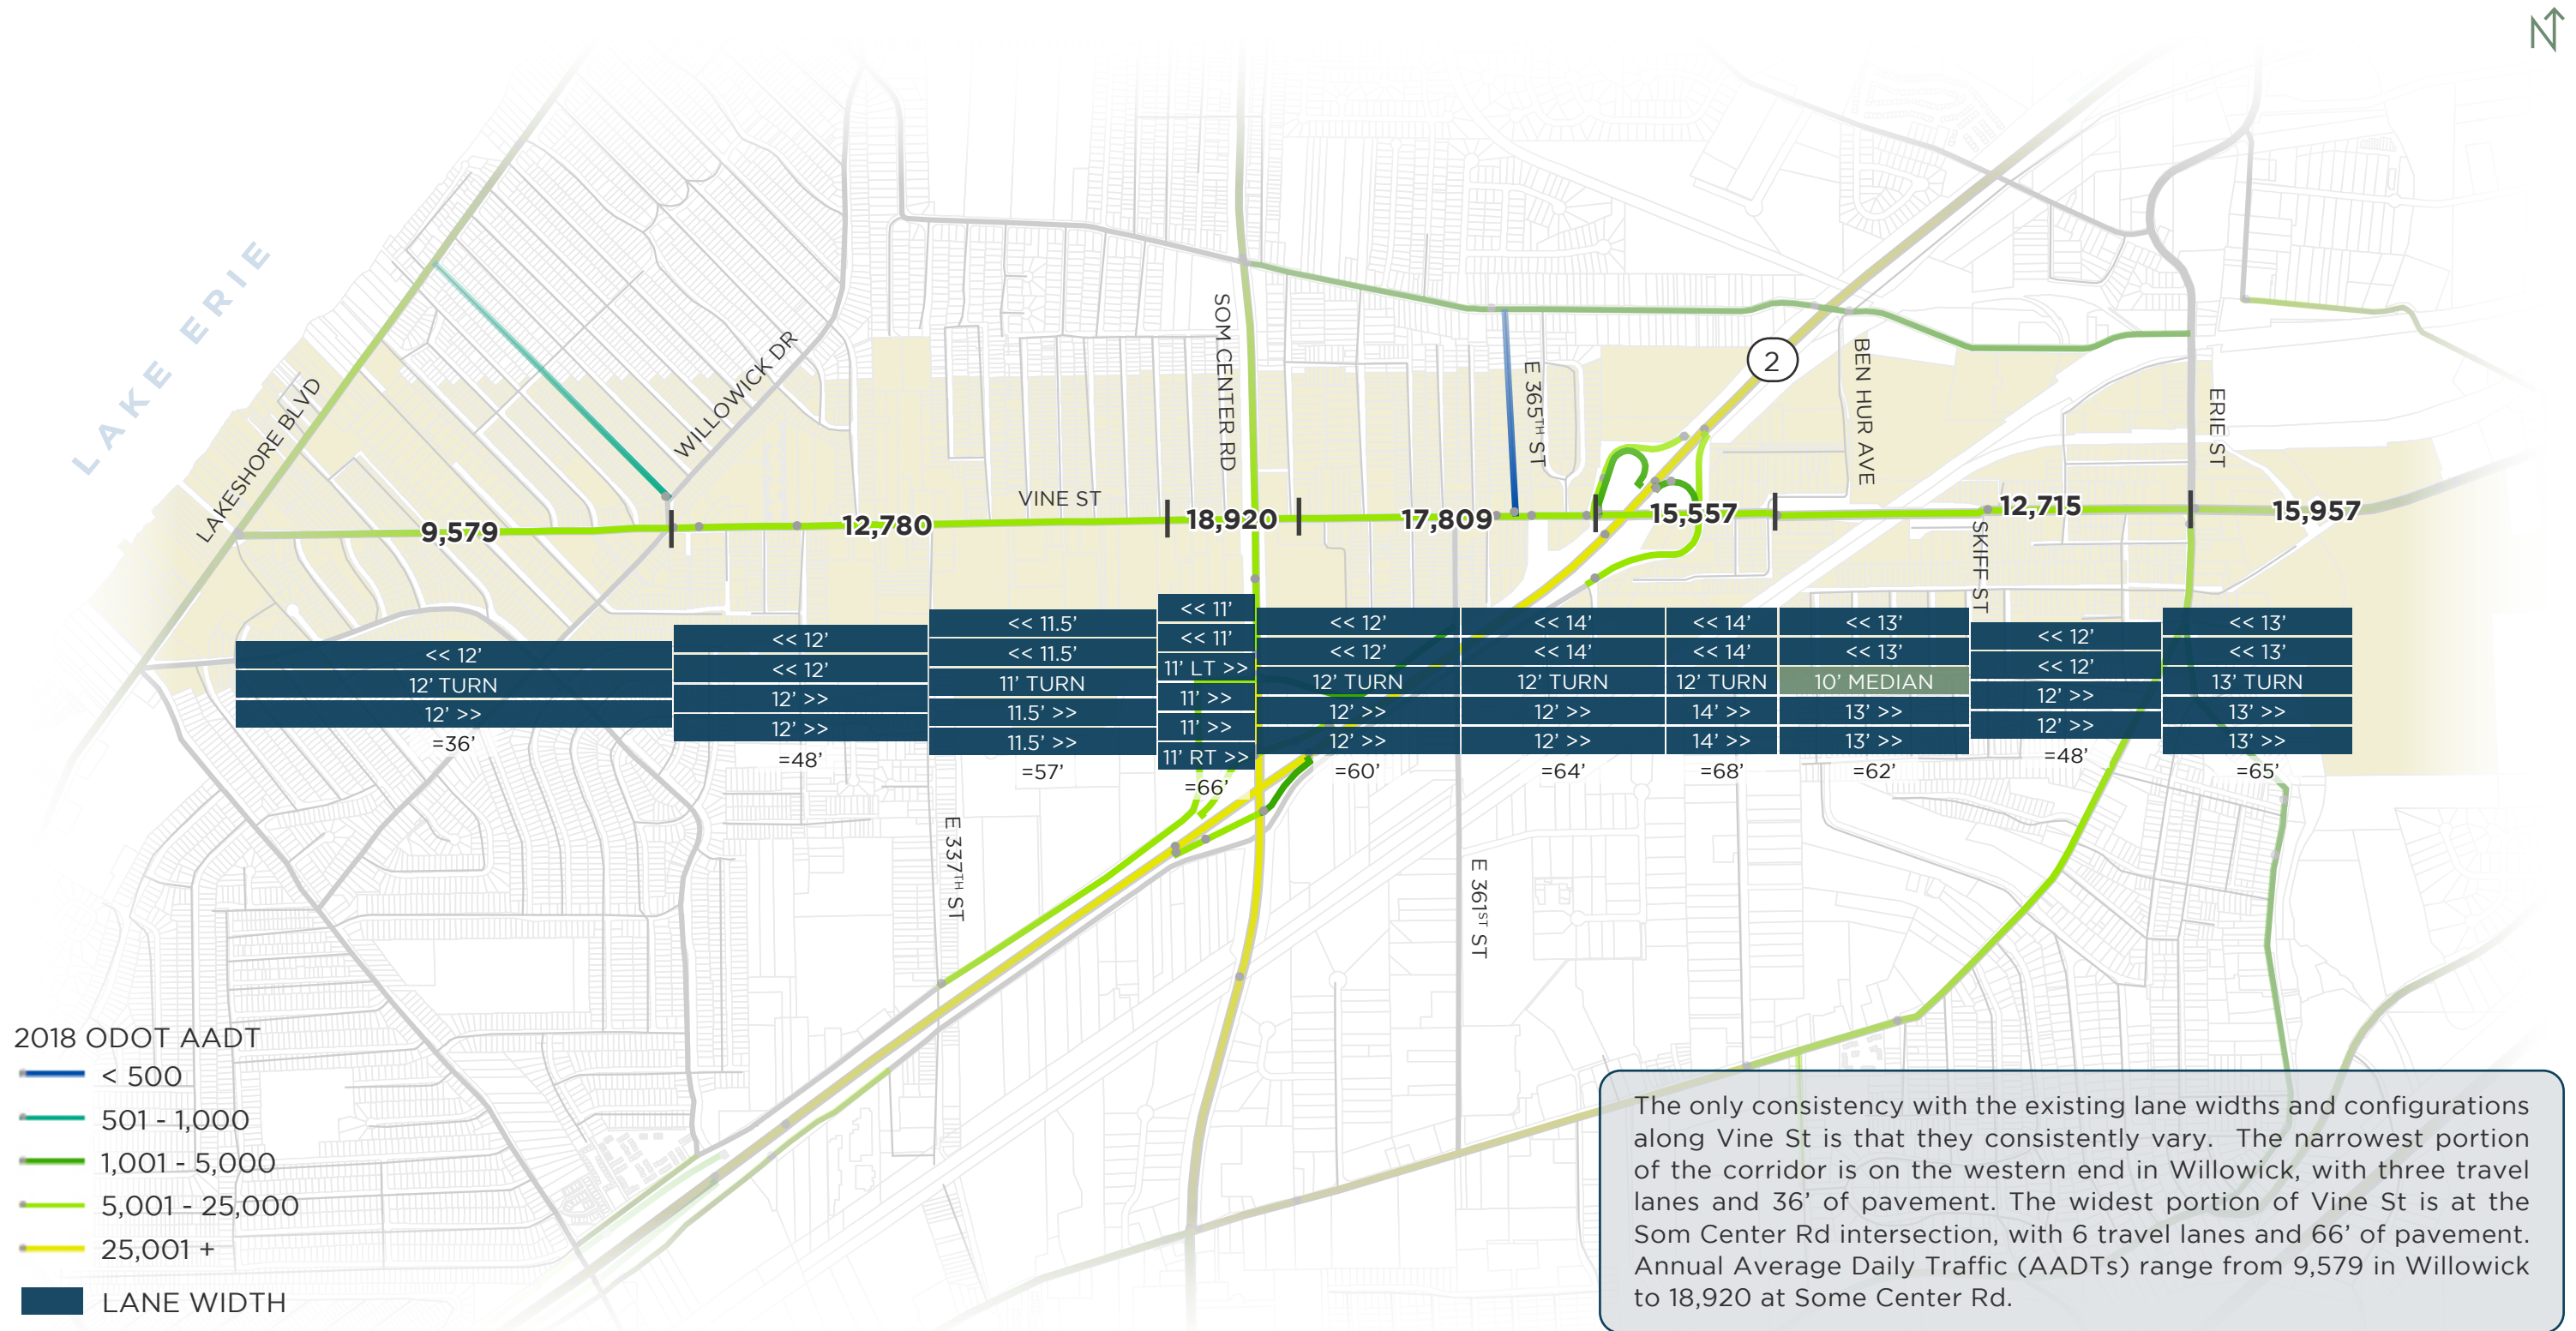 N
LAKE ERIE
LAKESHORE BLVD
WILLOWICK DR
SOM CENTER RD
E 365TH ST
2
BEN HUR AVE
ERIE ST
VINE ST
SKIFF ST
E 337TH ST
E 361ST ST
9,579
12,780
18,920
17,809
15,557
12,715
15,957
<< 12’
12’ TURN
12’ >>
=36’
<< 12’
<< 12’
12’ >>
12’ >>
=48’
<< 11.5’
<< 11.5’
11’ TURN
11.5’ >>
11.5’ >>
=57’
<< 11’
<< 11’
11’ LT >>
11’ >>
11’ >>
11’ RT >>
=66’
<< 12’
<< 12’
12’ TURN
12’ >>
12’ >>
=60’
<< 14’
<< 14’
12’ TURN
12’ >>
12’ >>
=64’
<< 14’
<< 14’
12’ TURN
14’ >>
14’ >>
=68’
<< 13’
<< 13’
10’ MEDIAN
13’ >>
13’ >>
=62’
<< 12’
<< 12’
12’ >>
12’ >>
=48’
<< 13’
<< 13’
13’ TURN
13’ >>
13’ >>
=65’
2018 ODOT AADT
< 500
501 - 1,000
1,001 - 5,000
5,001 - 25,000
25,001 +
LANE WIDTH
The only consistency with the existing lane widths and configurations
along Vine St is that they consistently vary. The narrowest portion
of the corridor is on the western end in Willowick, with three travel
lanes and 36’ of pavement. The widest portion of Vine St is at the
Som Center Rd intersection, with 6 travel lanes and 66’ of pavement.
Annual Average Daily Traffic (AADTs) range from 9,579 in Willowick
to 18,920 at Some Center Rd.